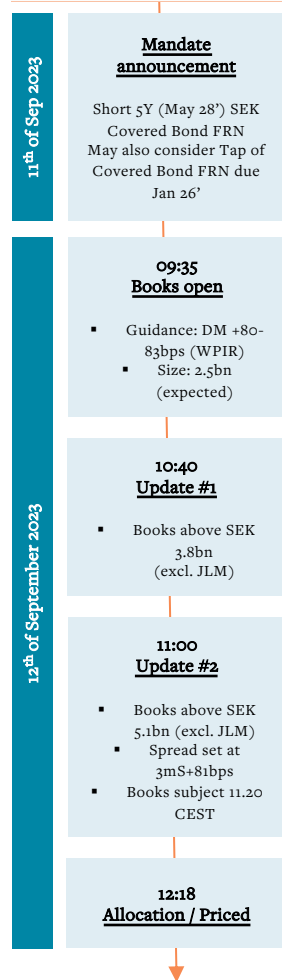 11th of Sep 2023
Mandate
announcement
Short 5Y (May 28’) SEK
Covered Bond FRN
May also consider Tap of
Covered Bond FRN due
Jan 26’
12th of September 2023
09:35
Books open
▪ Guidance: DM +80-
83bps (WPIR)
▪ Size: 2.5bn
(expected)
10:40
Update #1
▪ Books above SEK
3.8bn
(excl. JLM)
11:00
Update #2
▪ Books above SEK
5.1bn (excl. JLM)
▪ Spread set at
3mS+81bps
▪ Books subject 11.20
CEST
12:18
Allocation / Priced